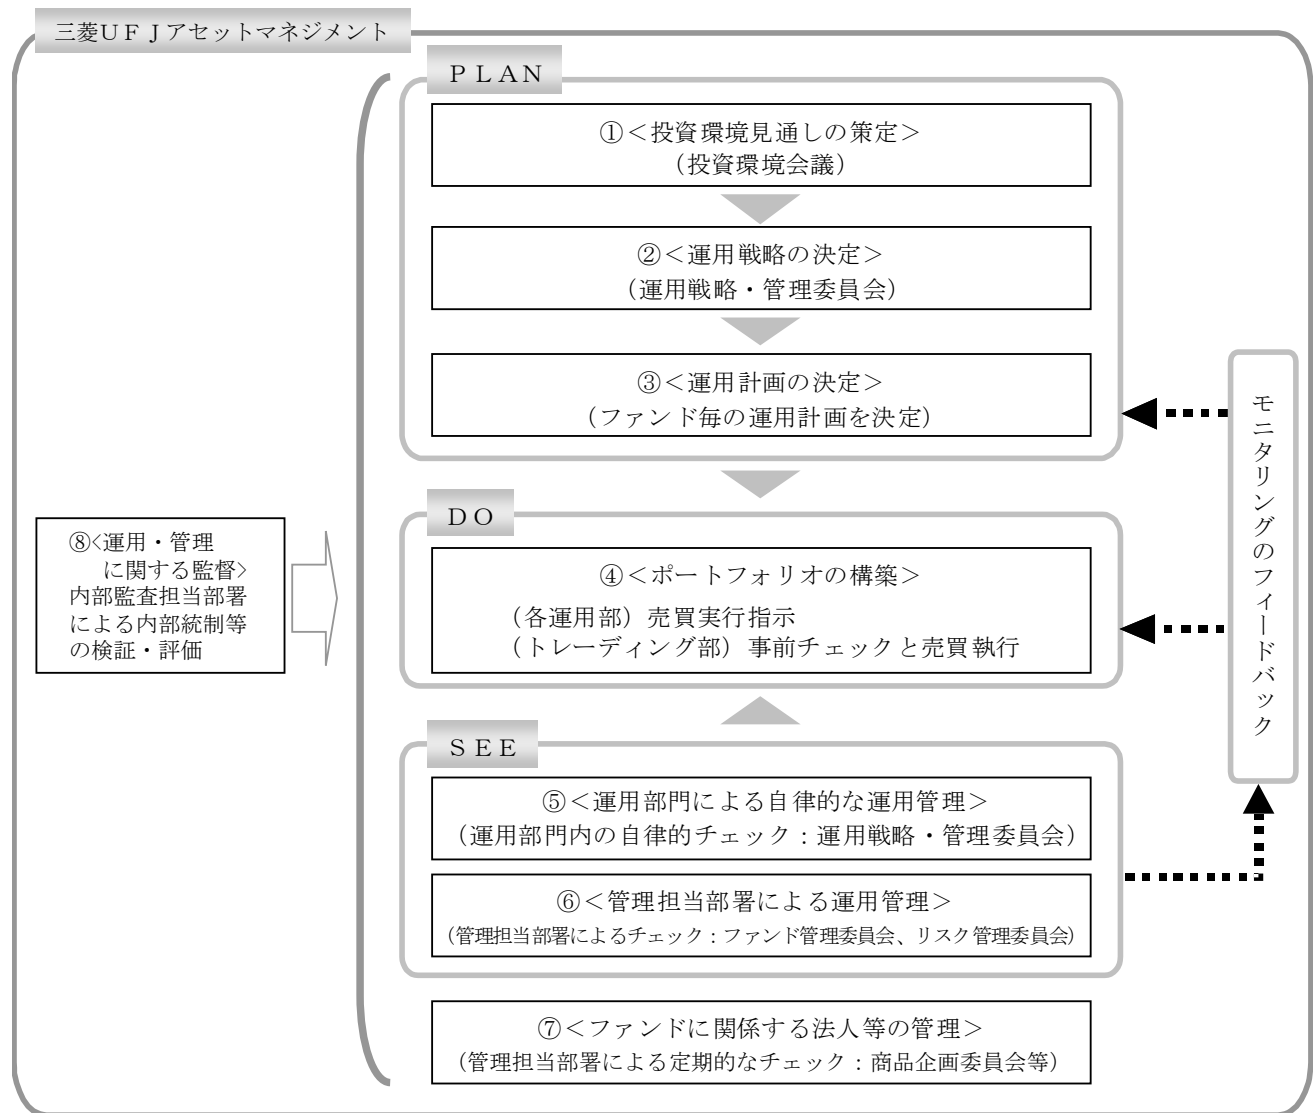 三菱ＵＦＪアセットマネジメント
ＰＬＡＮ
①＜投資環境見通しの策定＞
（投資環境会議）
②＜運用戦略の決定＞
（運用戦略・管理委員会）
③＜運用計画の決定＞
（ファンド毎の運用計画を決定）
ＤＯ
④＜ポートフォリオの構築＞
（各運用部）売買実行指示
（トレーディング部）事前チェックと売買執行
ＳＥＥ
⑤＜運用部門による自律的な運用管理＞
（運用部門内の自律的チェック：運用戦略・管理委員会）
⑥＜管理担当部署による運用管理＞
（管理担当部署によるチェック：ファンド管理委員会、リスク管理委員会）
⑦＜ファンドに関係する法人等の管理＞
（管理担当部署による定期的なチェック：商品企画委員会等）
⑧<運用・管理
に関する監督>
内部監査担当部署
による内部統制等
の検証・評価
モニタリングのフィードバック